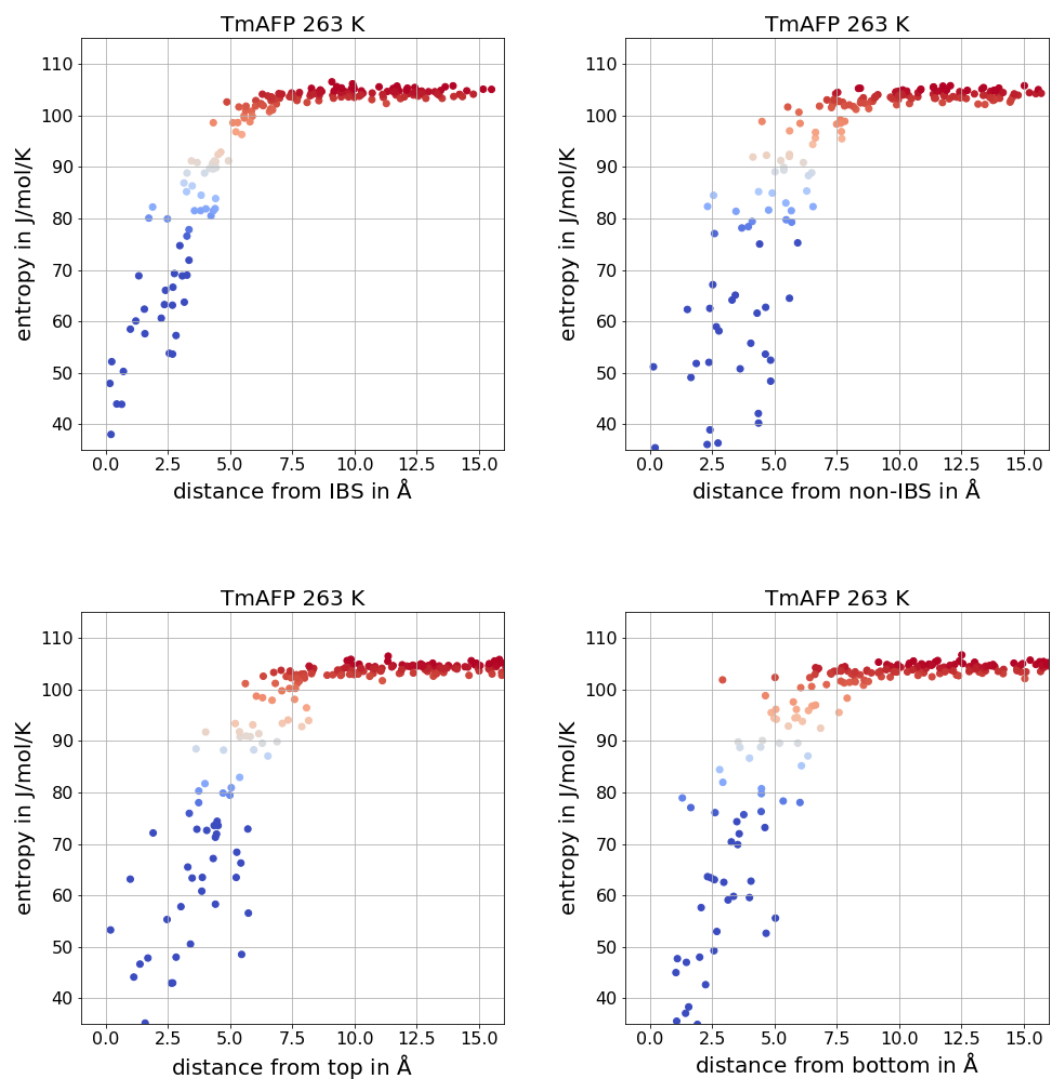 TmAFP 263 K
110
100
90
80
70
60
50
40
entropy in J/mol/K
0.0 2.5 5.0 7.5 10.0 12.5 15.0
distance from IBS in Å
TmAFP 263 K
110
100
90
80
70
60
50
40
entropy in J/mol/K
0.0 2.5 5.0 7.5 10.0 12.5 15.0
distance from non-IBS in Å
TmAFP 263 K
110
100
90
80
70
60
50
40
entropy in J/mol/K
0.0 2.5 5.0 7.5 10.0 12.5 15.0
distance from top in Å
TmAFP 263 K
110
100
90
80
70
60
50
40
entropy in J/mol/K
0.0 2.5 5.0 7.5 10.0 12.5 15.0
distance from bottom in Å